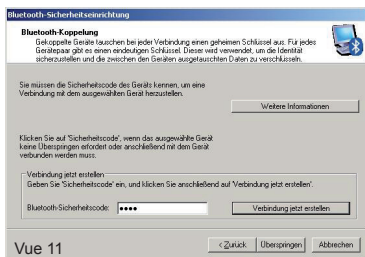 Bluetooth-Sicherheitseinrichtung
Bluetooth-Koppelung
Gekoppelte Geräte tauschen bei jeder Verbindung einen geheimen Schlüssel aus. Für jedes
Gerätepaar gibt es einen eindeutigen Schlüssel. Dieser wird verwendet, um die Identität
sicherzustellen und die zwischen den Geräten ausgetauschten Daten zu verschlüsseln.
Sie müssen die Sicherheitscode des Geräts kennen, um eine
Verbindung mit dem ausgewählten Gerät herzustellen.
Weitere Informationen
Klicken Sie auf 'Sicherheitscode', wenn das ausgewählte Gerät
keine Überspringen erfordert oder anschließend mit dem Gerät
verbunden werden muss.
Verbindung jetzt erstellen
Geben Sie 'Sicherheitscode' ein, und klicken Sie anschließend auf 'Verbindung jetzt erstellen'.
Bluetooth-Sicherheitscode: ••••
Verbindung jetzt erstellen
Vue 11
< Zurück Überspringen Abbrechen